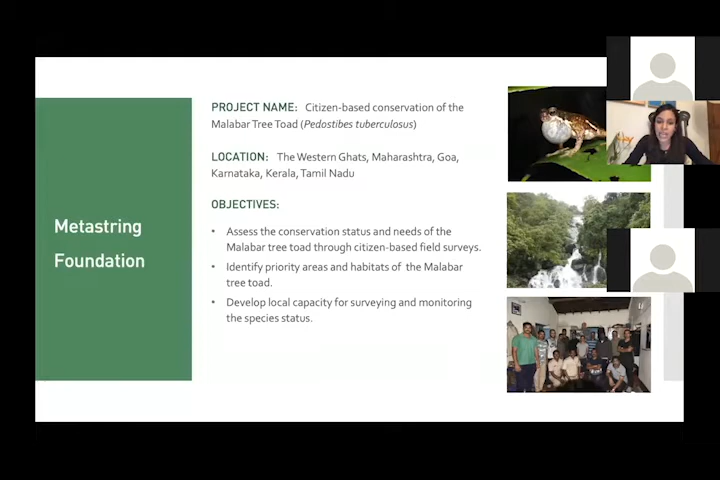 Metastring
Foundation
PROJECT NAME: Citizen-based conservation of the
Malabar Tree Toad (Pedostibes tuberculosus)
LOCATION: The Western Ghats, Maharashtra, Goa,
Karnataka, Kerala, Tamil Nadu
OBJECTIVES:
• Assess the conservation status and needs of the
Malabar tree toad through citizen-based field surveys.
• Identify priority areas and habitats of the Malabar
tree toad.
• Develop local capacity for surveying and monitoring
the species status.